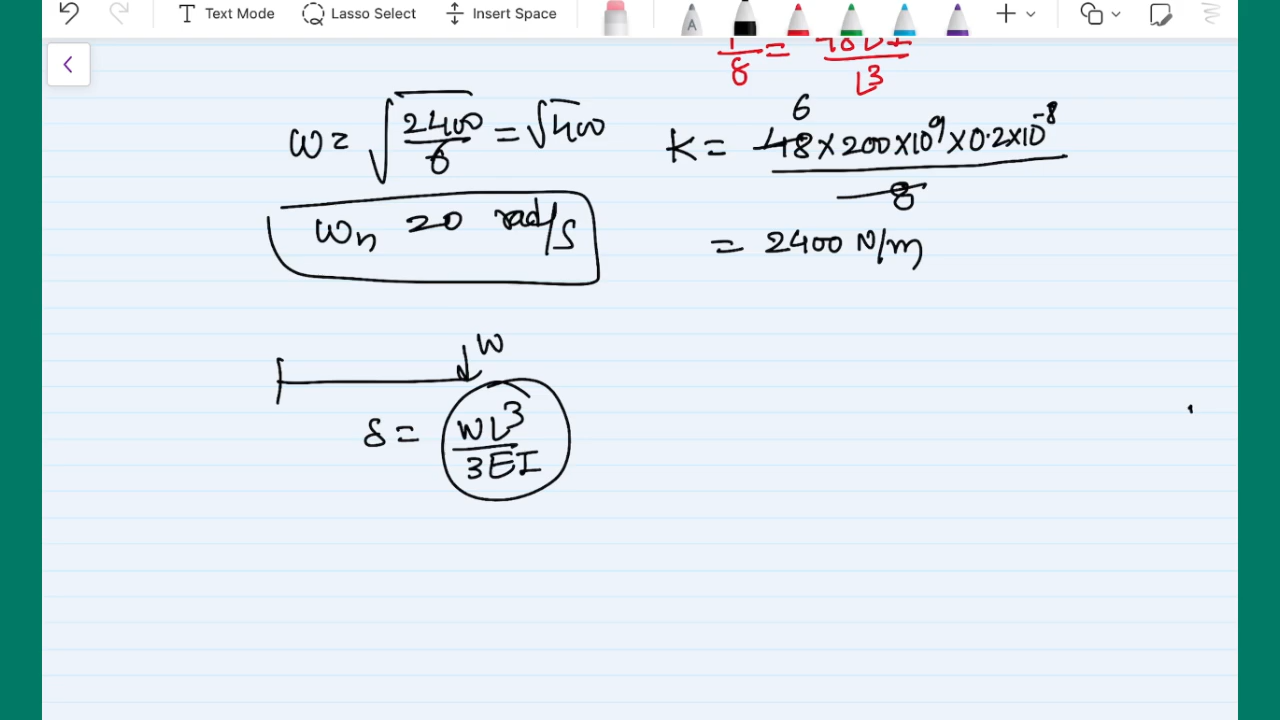 Text Mode Lasso Select Insert Space
1/8 = 48EI/L³
ω = √2400/6 = √400
ωn 20 rad/s
6
K = 48×200×10⁹×0.2×10⁻⁸/8
= 2400 N/m
W
δ = WL³/3EI